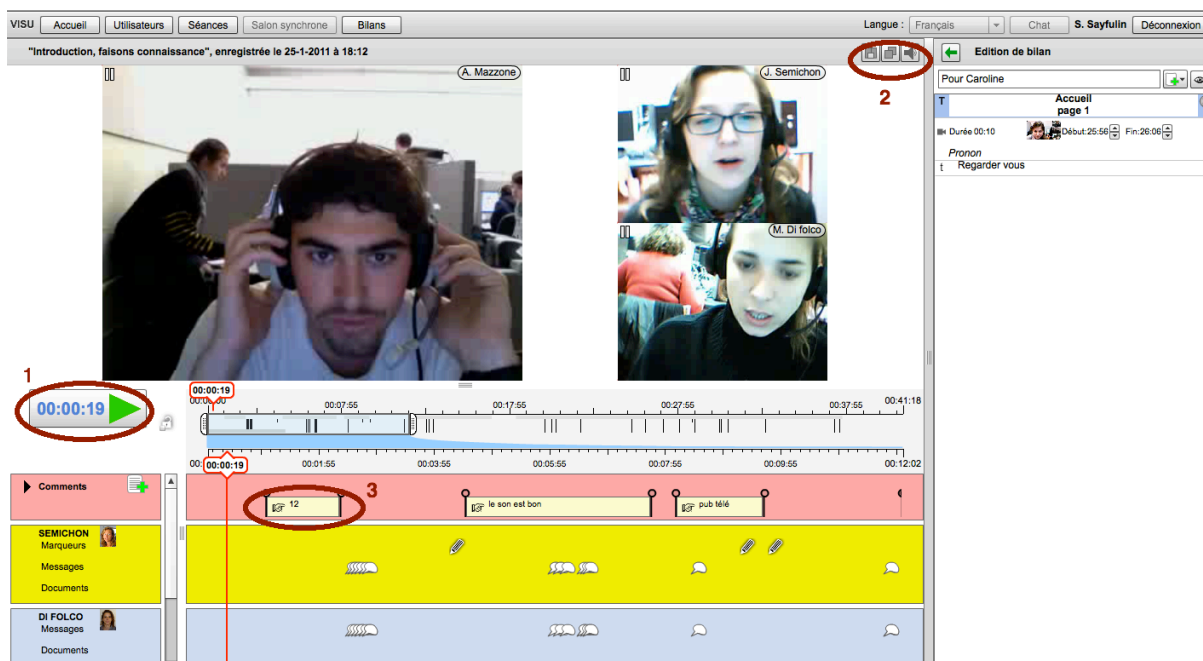 VISU Accueil Utilisateurs Séances Salon synchrone Bilans Langue : Français Chat S. Sayfulin Déconnexion
"Introduction, faisons connaissance", enregistrée le 25-1-2011 à 18:12
Edition de bilan
A. Mazzone
J. Semichon
2
Pour Caroline
T Accueil
page 1
Durée 00:10 Début:25:56 Fin:26:06
Pronon
t Regarder vous
M. Di folco
1
00:00:19
00:00:19
00:07:55 00:17:55 00:27:55 00:37:55 00:41:18
00:00:19 00:01:55 00:03:55 00:05:55 00:07:55 00:09:55 00:12:02
Comments
12
3
le son est bon
pub télé
SEMICHON
Marqueurs
Messages
Documents
DI FOLCO
Messages
Documents